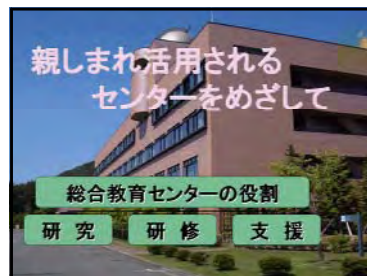 親しまれ活用される
センターをめざして
総合教育センターの役割
研 究 研 修 支 援